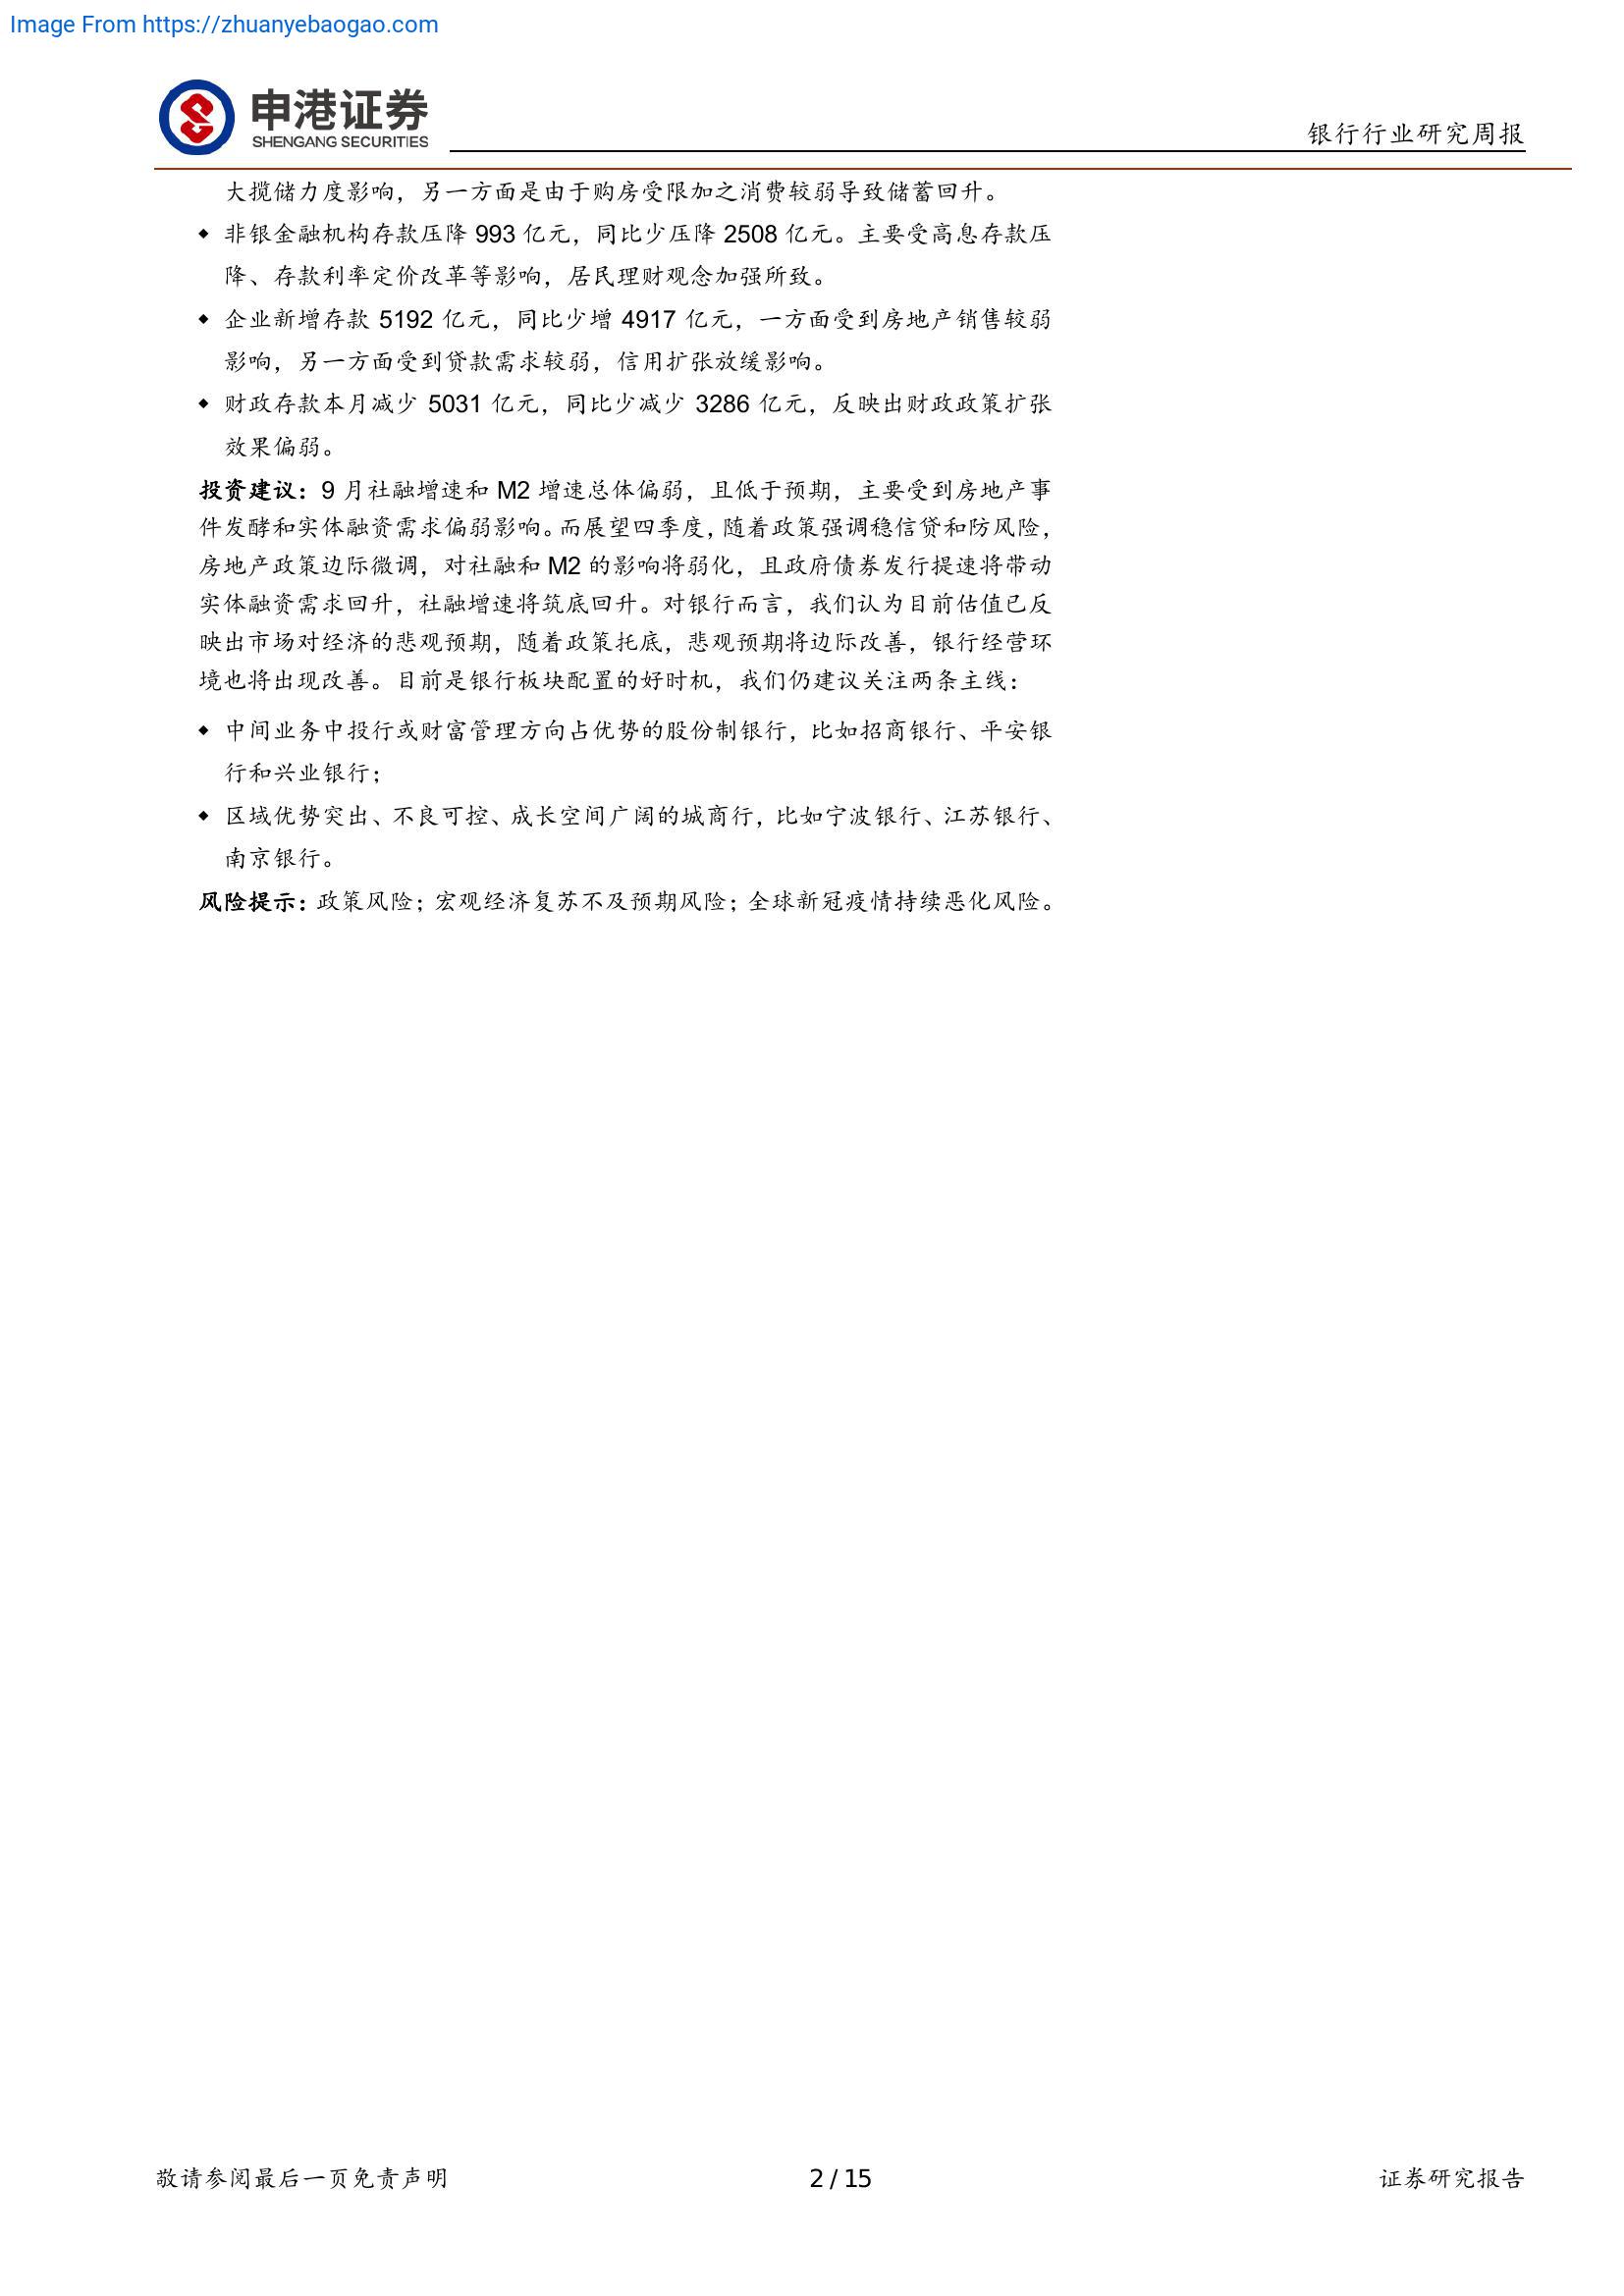 Image From https://zhuanyebaogao.com
申港证券
SHENGANG SECURITIES
银行行业研究周报
大揽储力度影响，另一方面是由于购房受限加之消费较弱导致储蓄回升。
◆ 非银金融机构存款压降 993 亿元，同比少压降 2508 亿元。主要受高息存款压
降、存款利率定价改革等影响，居民理财观念加强所致。
◆ 企业新增存款 5192 亿元，同比少增 4917 亿元，一方面受到房地产销售较弱
影响，另一方面受到贷款需求较弱，信用扩张放缓影响。
◆ 财政存款本月减少 5031 亿元，同比少减少 3286 亿元，反映出财政政策扩张
效果偏弱。
投资建议：9 月社融增速和 M2 增速总体偏弱，且低于预期，主要受到房地产事
件发酵和实体融资需求偏弱影响。而展望四季度，随着政策强调稳信贷和防风险，
房地产政策边际微调，对社融和 M2 的影响将弱化，且政府债券发行提速将带动
实体融资需求回升，社融增速将筑底回升。对银行而言，我们认为目前估值已反
映出市场对经济的悲观预期，随着政策托底，悲观预期将边际改善，银行经营环
境也将出现改善。目前是银行板块配置的好时机，我们仍建议关注两条主线：
◆ 中间业务中投行或财富管理方向占优势的股份制银行，比如招商银行、平安银
行和兴业银行；
◆ 区域优势突出、不良可控、成长空间广阔的城商行，比如宁波银行、江苏银行、
南京银行。
风险提示：政策风险；宏观经济复苏不及预期风险；全球新冠疫情持续恶化风险。
敬请参阅最后一页免责声明
2 / 15
证券研究报告